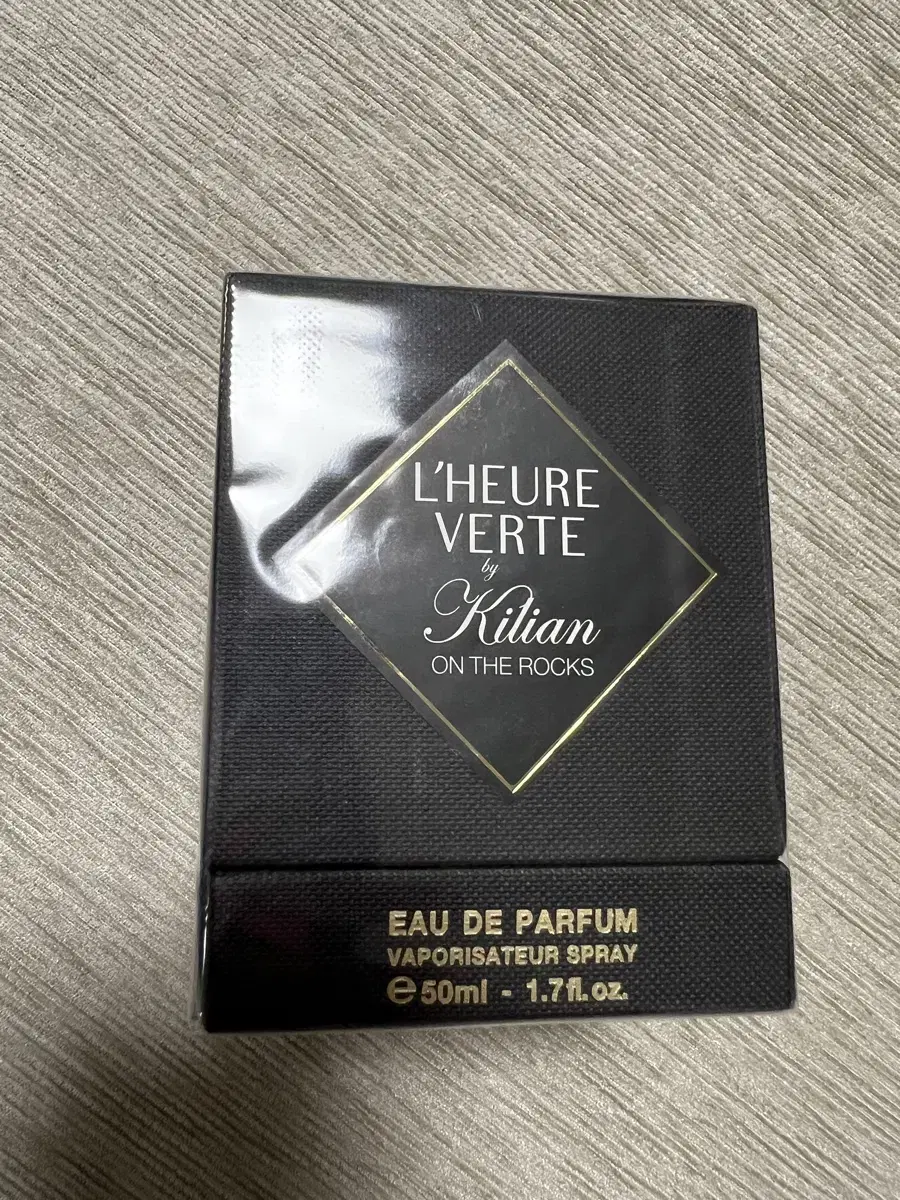 L'HEURE
VERTE
by
Kilian
ON THE ROCKS
EAU DE PARFUM
VAPORISATEUR SPRAY
℮50ml - 1.7fl.oz.